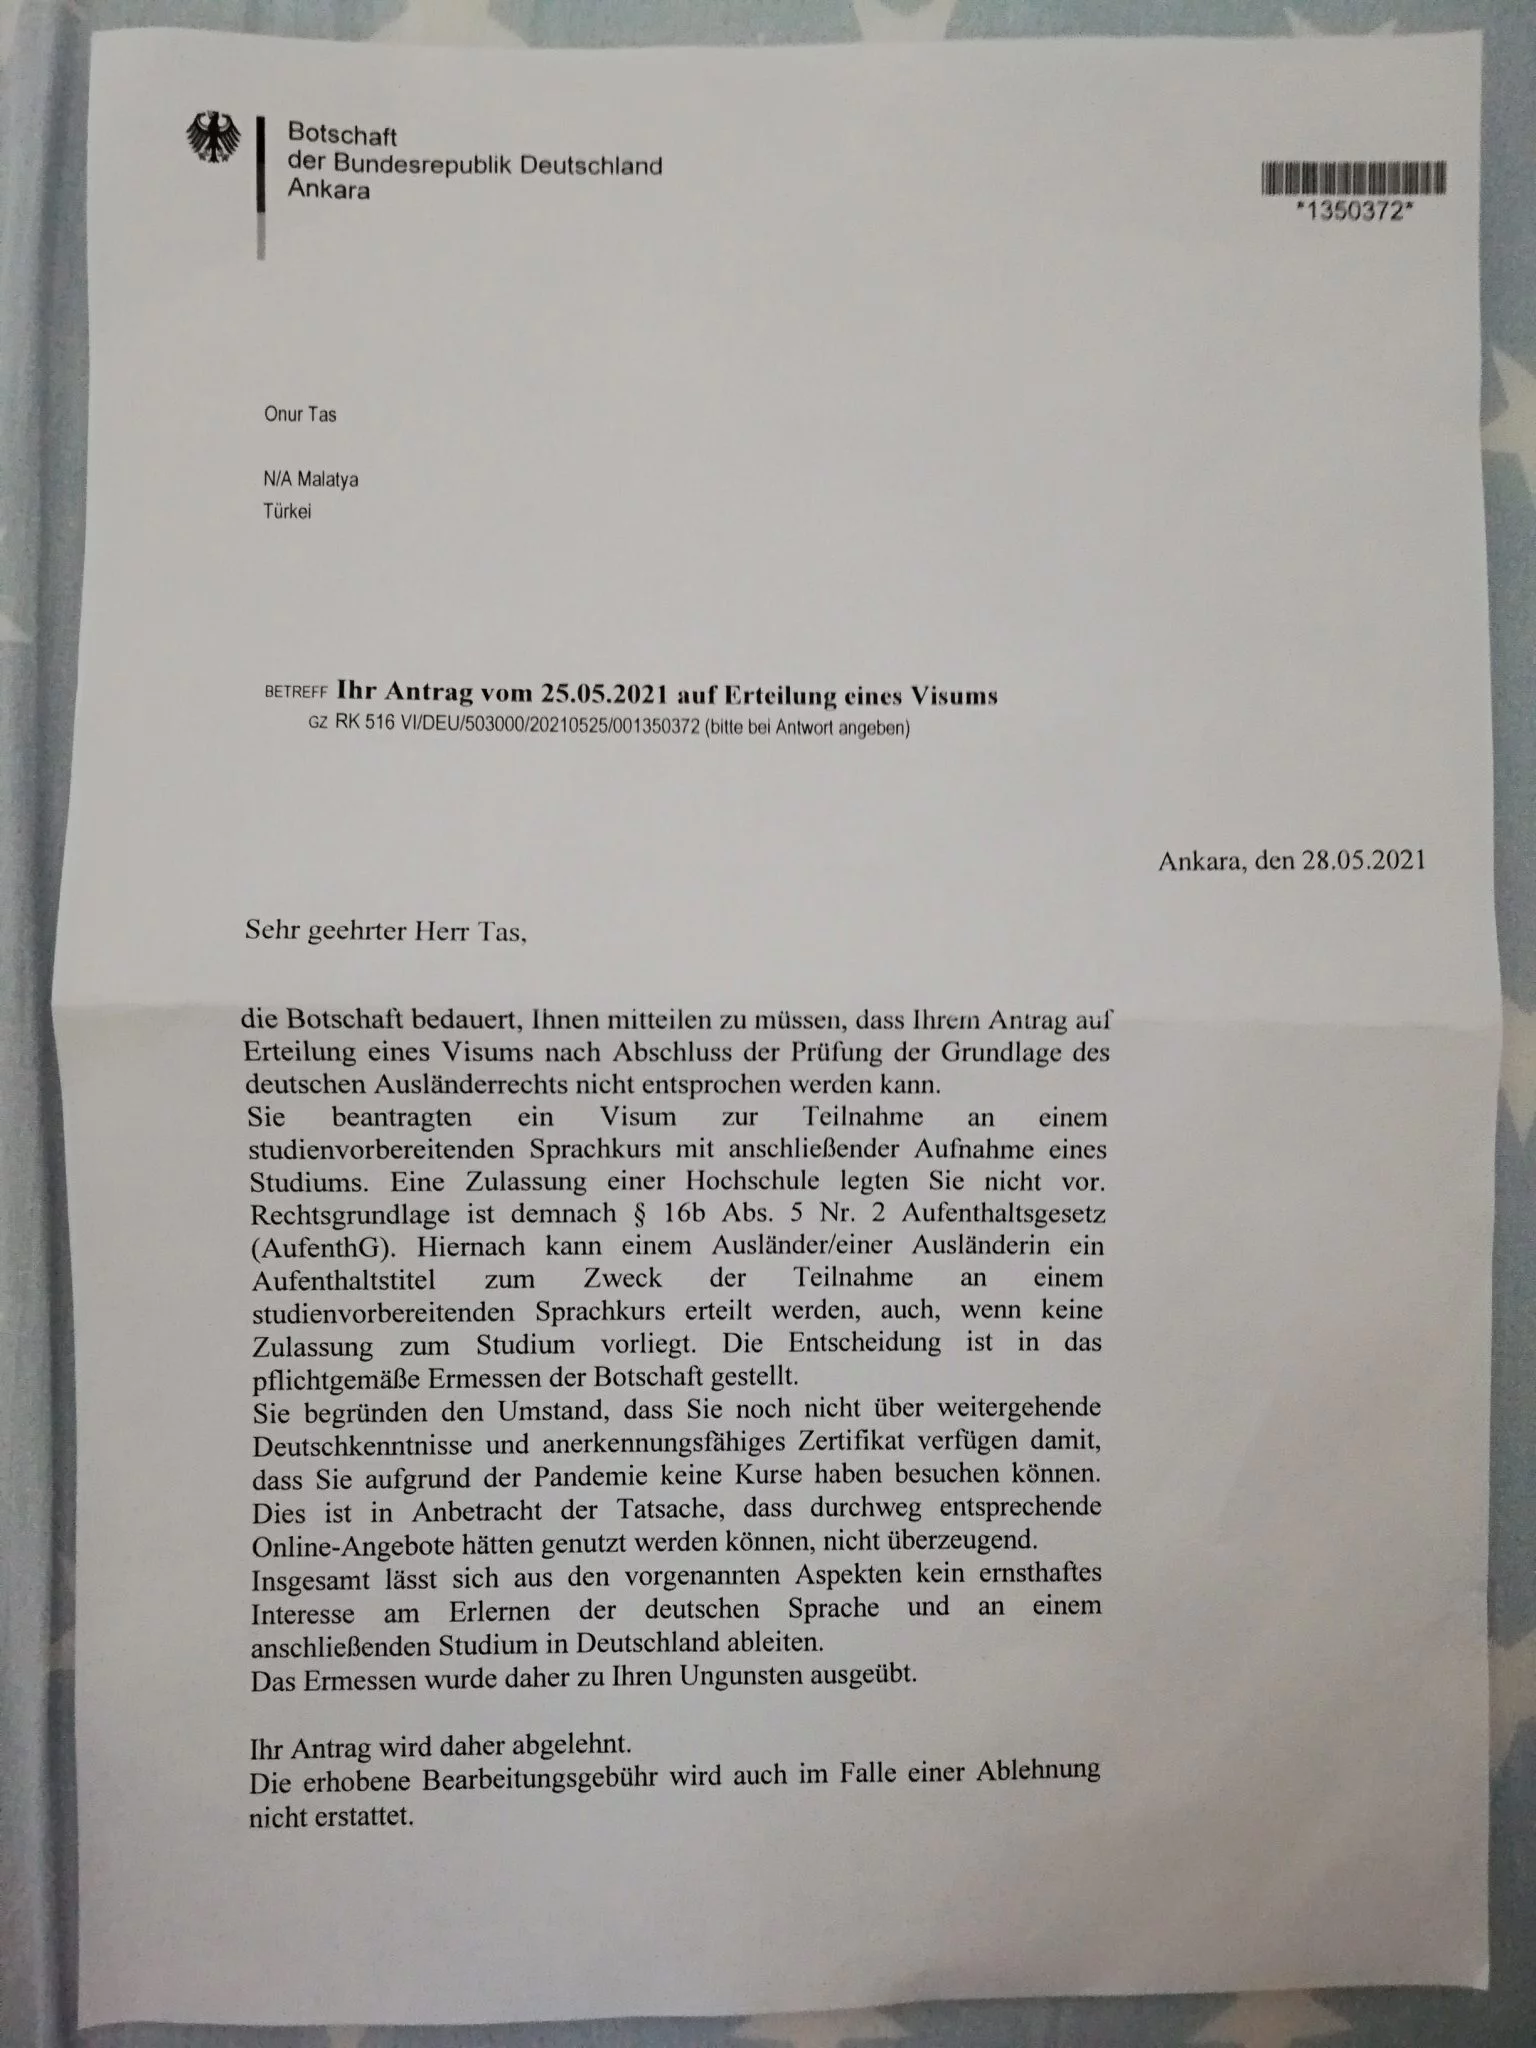 Botschaft
der Bundesrepublik Deutschland
Ankara
*1350372*
Onur Tas
N/A Malatya
Türkei
BETREFF Ihr Antrag vom 25.05.2021 auf Erteilung eines Visums
GZ RK 516 VI/DEU/503000/20210525/001350372 (bitte bei Antwort angeben)
Ankara, den 28.05.2021
Sehr geehrter Herr Tas,
die Botschaft bedauert, Ihnen mitteilen zu müssen, dass Ihrem Antrag auf
Erteilung eines Visums nach Abschluss der Prüfung der Grundlage des
deutschen Ausländerrechts nicht entsprochen werden kann.
Sie beantragten ein Visum zur Teilnahme an einem
studienvorbereitenden Sprachkurs mit anschließender Aufnahme eines
Studiums. Eine Zulassung einer Hochschule legten Sie nicht vor.
Rechtsgrundlage ist demnach § 16b Abs. 5 Nr. 2 Aufenthaltsgesetz
(AufenthG). Hiernach kann einem Ausländer/einer Ausländerin ein
Aufenthaltstitel zum Zweck der Teilnahme an einem
studienvorbereitenden Sprachkurs erteilt werden, auch, wenn keine
Zulassung zum Studium vorliegt. Die Entscheidung ist in das
pflichtgemäße Ermessen der Botschaft gestellt.
Sie begründen den Umstand, dass Sie noch nicht über weitergehende
Deutschkenntnisse und anerkennungsfähiges Zertifikat verfügen damit,
dass Sie aufgrund der Pandemie keine Kurse haben besuchen können.
Dies ist in Anbetracht der Tatsache, dass durchweg entsprechende
Online-Angebote hätten genutzt werden können, nicht überzeugend.
Insgesamt lässt sich aus den vorgenannten Aspekten kein ernsthaftes
Interesse am Erlernen der deutschen Sprache und an einem
anschließenden Studium in Deutschland ableiten.
Das Ermessen wurde daher zu Ihren Ungunsten ausgeübt.
Ihr Antrag wird daher abgelehnt.
Die erhobene Bearbeitungsgebühr wird auch im Falle einer Ablehnung
nicht erstattet.